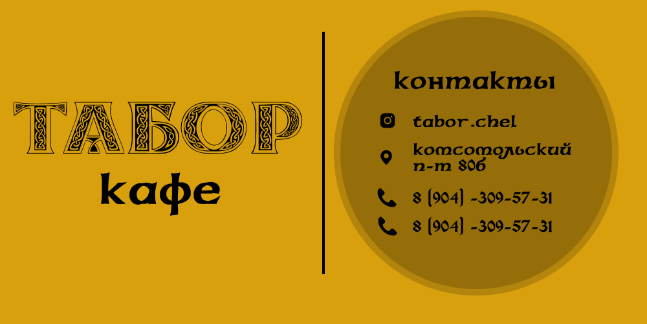 ТАБОР
кафе
контакты
tabor.chel
комсомольский
п-т 80б
8 (904) -309-57-31
8 (904) -309-57-31